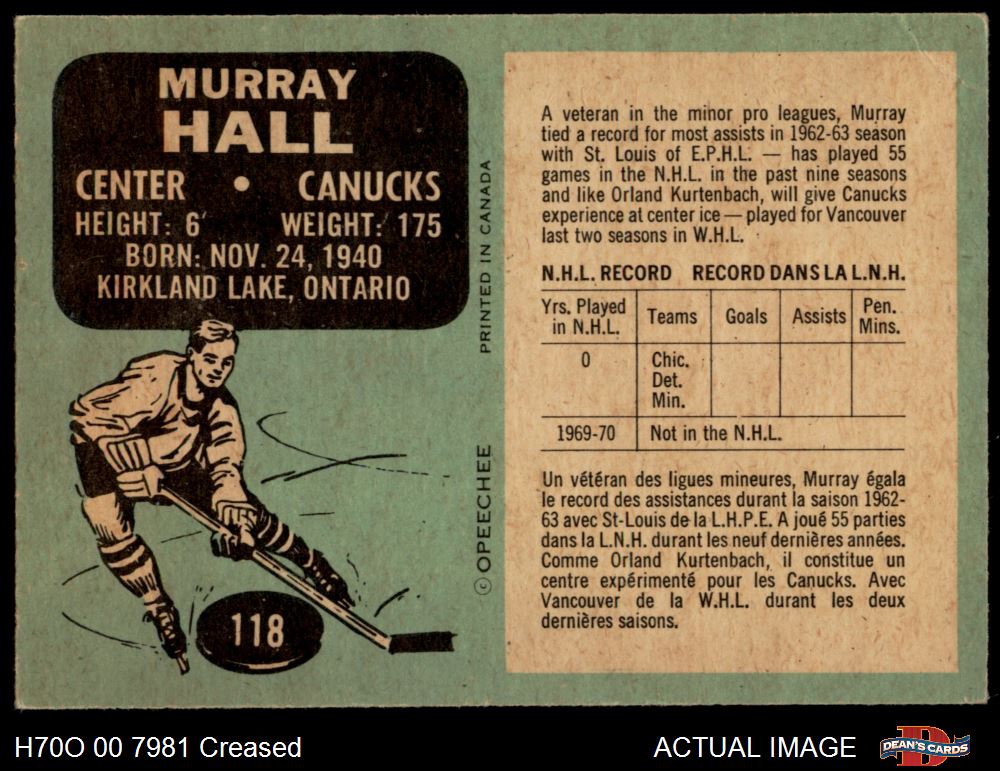 MURRAY
HALL
CENTER • CANUCKS
HEIGHT: 6' WEIGHT: 175
BORN: NOV. 24, 1940
KIRKLAND LAKE, ONTARIO
118
© OPEECHEE PRINTED IN CANADA
A veteran in the minor pro leagues, Murray
tied a record for most assists in 1962-63 season
with St. Louis of E.P.H.L. — has played 55
games in the N.H.L. in the past nine seasons
and like Orland Kurtenbach, will give Canucks
experience at center ice — played for Vancouver
last two seasons in W.H.L.
N.H.L. RECORD RECORD DANS LA L.N.H.
Yrs. Played
in N.H.L. Teams Goals Assists Pen.
Mins.
0 Chic.
Det.
Min.
1969-70 Not in the N.H.L.
Un vétéran des ligues mineures, Murray égala
le record des assistances durant la saison 1962-
63 avec St-Louis de la L.H.P.E. A joué 55 parties
dans la L.N.H. durant les neuf dernières années.
Comme Orland Kurtenbach, il constitue un
centre expérimenté pour les Canucks. Avec
Vancouver de la W.H.L. durant les deux
dernières saisons.
H70O 00 7981 Creased
ACTUAL IMAGE
D
DEAN'S CARDS